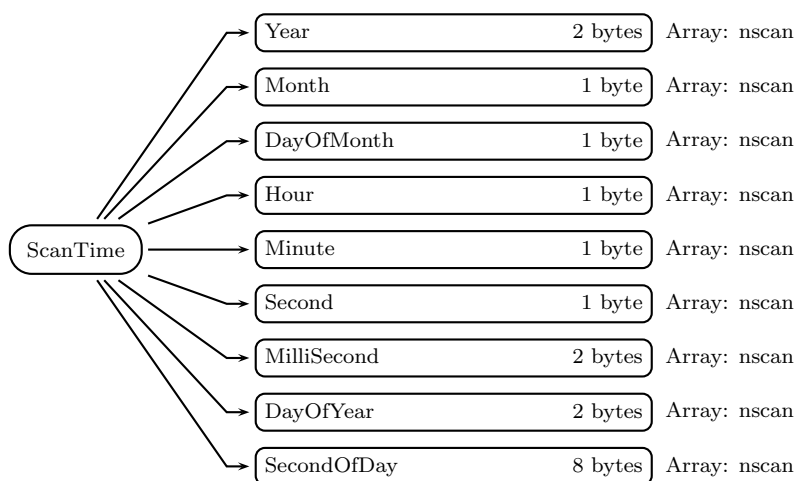 Year 2 bytes Array: nscan
Month 1 byte Array: nscan
DayOfMonth 1 byte Array: nscan
Hour 1 byte Array: nscan
ScanTime
Minute 1 byte Array: nscan
Second 1 byte Array: nscan
MilliSecond 2 bytes Array: nscan
DayOfYear 2 bytes Array: nscan
SecondOfDay 8 bytes Array: nscan